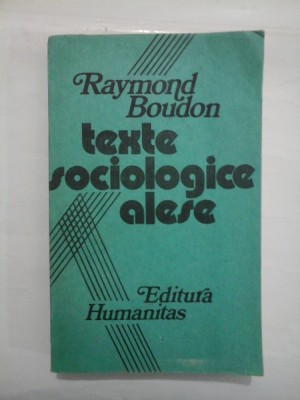 Raymond
Boudon
texte
sociologice
alese
Editura
Humanitas